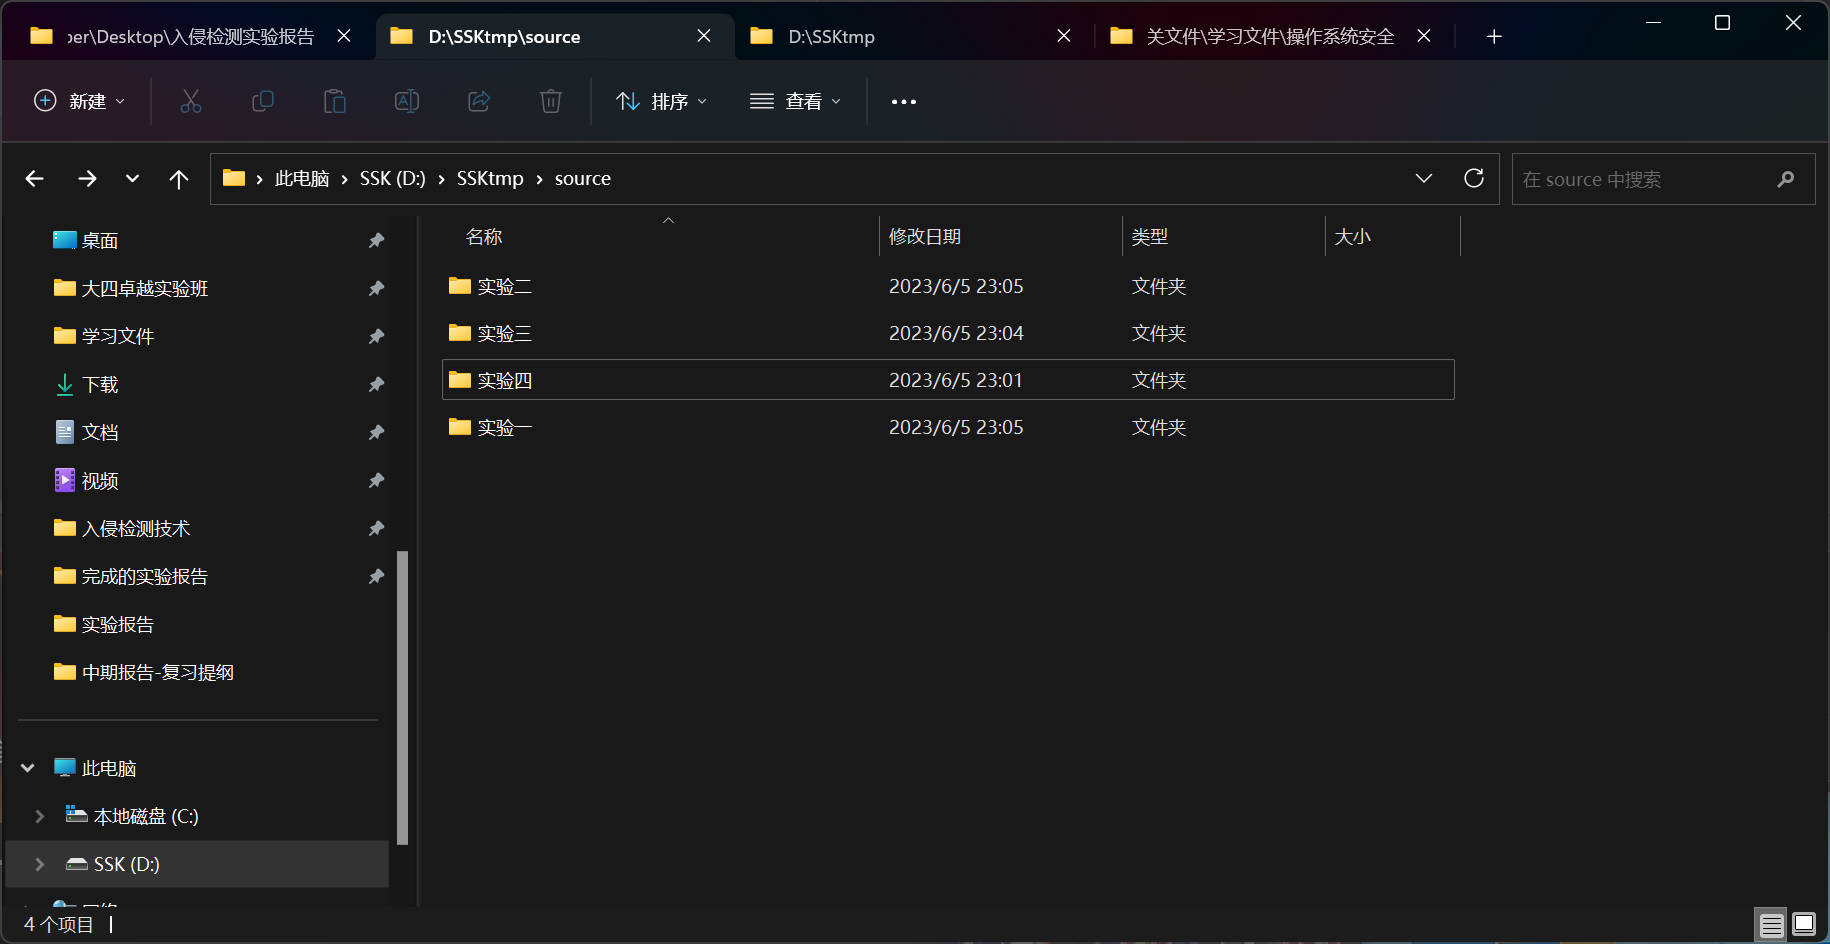 per\Desktop\入侵检测实验报告
D:\SSKtmp\source
D:\SSKtmp
关文件\学习文件\操作系统安全
新建
排序
查看
此电脑 › SSK (D:) › SSKtmp › source
在 source 中搜索
桌面
大四卓越实验班
学习文件
下载
文档
视频
入侵检测技术
完成的实验报告
实验报告
中期报告-复习提纲
此电脑
本地磁盘 (C:)
SSK (D:)
名称 修改日期 类型 大小
实验二 2023/6/5 23:05 文件夹
实验三 2023/6/5 23:04 文件夹
实验四 2023/6/5 23:01 文件夹
实验一 2023/6/5 23:05 文件夹
4 个项目